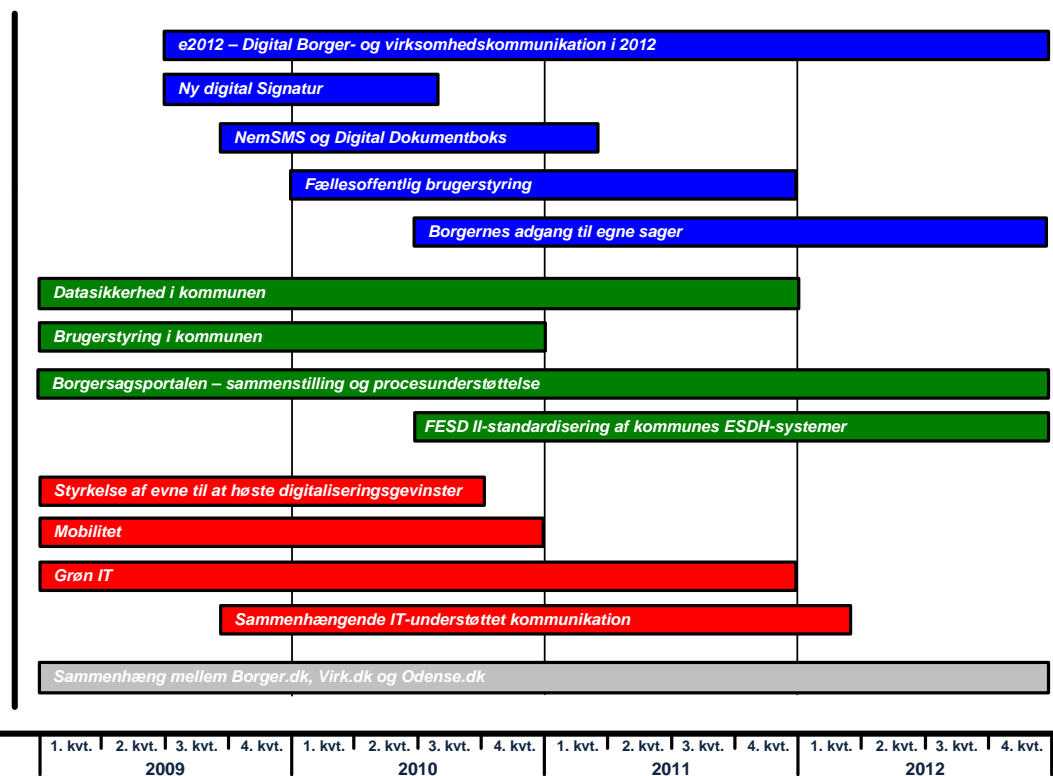 e2012 – Digital Borger- og virksomhedskommunikation i 2012
Ny digital Signatur
NemSMS og Digital Dokumentboks
Fællesoffentlig brugerstyring
Borgernes adgang til egne sager
Datasikkerhed i kommunen
Brugerstyring i kommunen
Borgersagsportalen – sammenstilling og procesunderstøttelse
FESD II-standardisering af kommunes ESDH-systemer
Styrkelse af evne til at høste digitaliseringsgevinster
Mobilitet
Grøn IT
Sammenhængende IT-understøttet kommunikation
Sammenhæng mellem Borger.dk, Virk.dk og Odense.dk
1. kvt. 2. kvt. 3. kvt. 4. kvt. 1. kvt. 2. kvt. 3. kvt. 4. kvt. 1. kvt. 2. kvt. 3. kvt. 4. kvt. 1. kvt. 2. kvt. 3. kvt. 4. kvt.
2009 2010 2011 2012